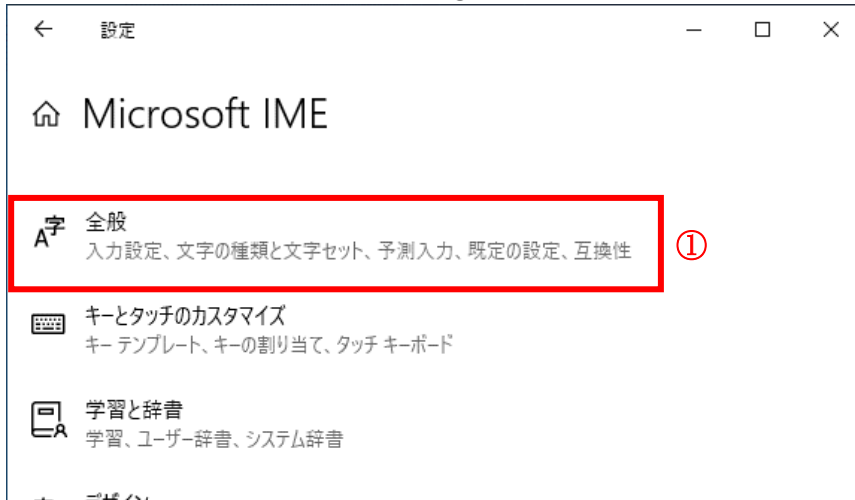 設定
Microsoft IME
全般
入力設定、文字の種類と文字セット、予測入力、既定の設定、互換性
①
キーとタッチのカスタマイズ
キー テンプレート、キーの割り当て、タッチ キーボード
学習と辞書
学習、ユーザー辞書、システム辞書
デザイン